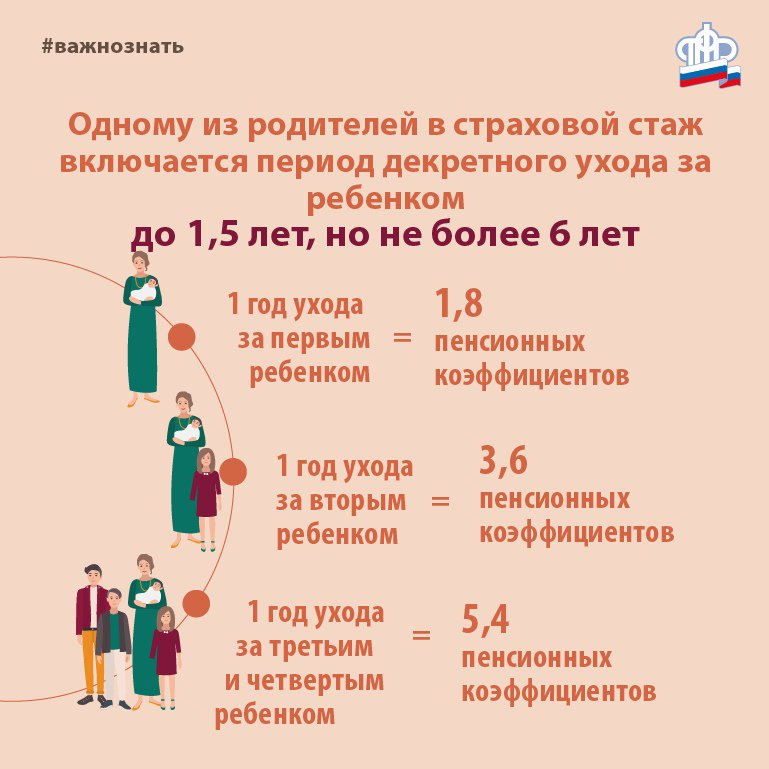 #важнознать
Одному из родителей в страховой стаж
включается период декретного ухода за
ребенком
до 1,5 лет, но не более 6 лет
1 год ухода
за первым
ребенком
=
1,8
пенсионных
коэффициентов
1 год ухода
за вторым
ребенком
=
3,6
пенсионных
коэффициентов
1 год ухода
за третьим
и четвертым
ребенком
=
5,4
пенсионных
коэффициентов